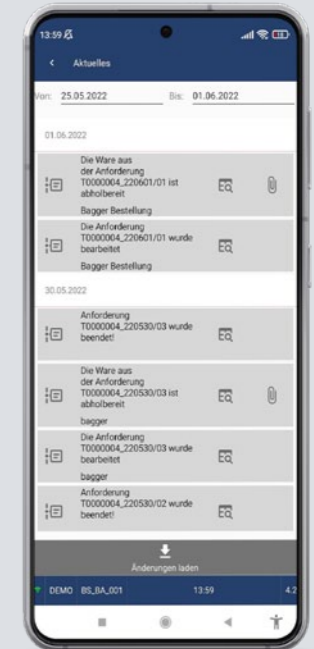 13:59
Aktuelles
Von: 25.05.2022 Bis: 01.06.2022
01.06.2022
Die Ware aus
der Anforderung
T0000004_220601/01 ist
abholbereit
Bagger Bestellung
Die Anforderung
T0000004_220601/01 wurde
bearbeitet
Bagger Bestellung
30.05.2022
Anforderung
T0000004_220530/03 wurde
beendet!
Die Ware aus
der Anforderung
T0000004_220530/03 ist
abholbereit
bagger
Die Anforderung
T0000004_220530/03 wurde
bearbeitet
bagger
Anforderung
T0000004_220530/02 wurde
beendet!
Änderungen laden
DEMO BS_BA_001 13:59 4.2